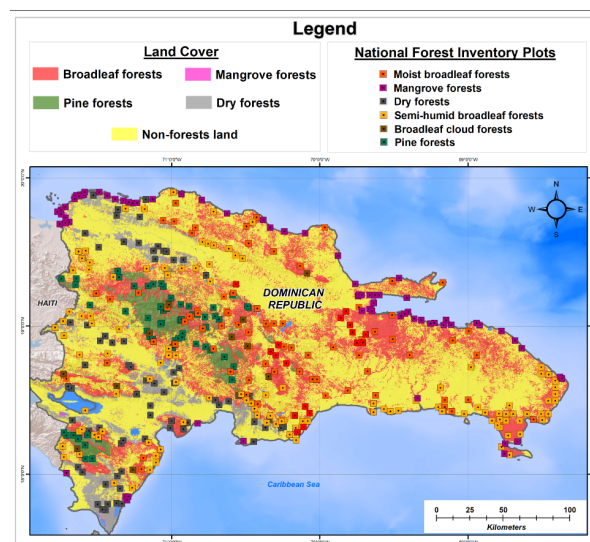 Legend
Land Cover
Broadleaf forests
Mangrove forests
Pine forests
Dry forests
Non-forests land
National Forest Inventory Plots
Moist broadleaf forests
Mangrove forests
Dry forests
Semi-humid broadleaf forests
Broadleaf cloud forests
Pine forests
N
W E
S
HAITI
DOMINICAN
REPUBLIC
Caribbean Sea
0 25 50 75 100
Kilometers